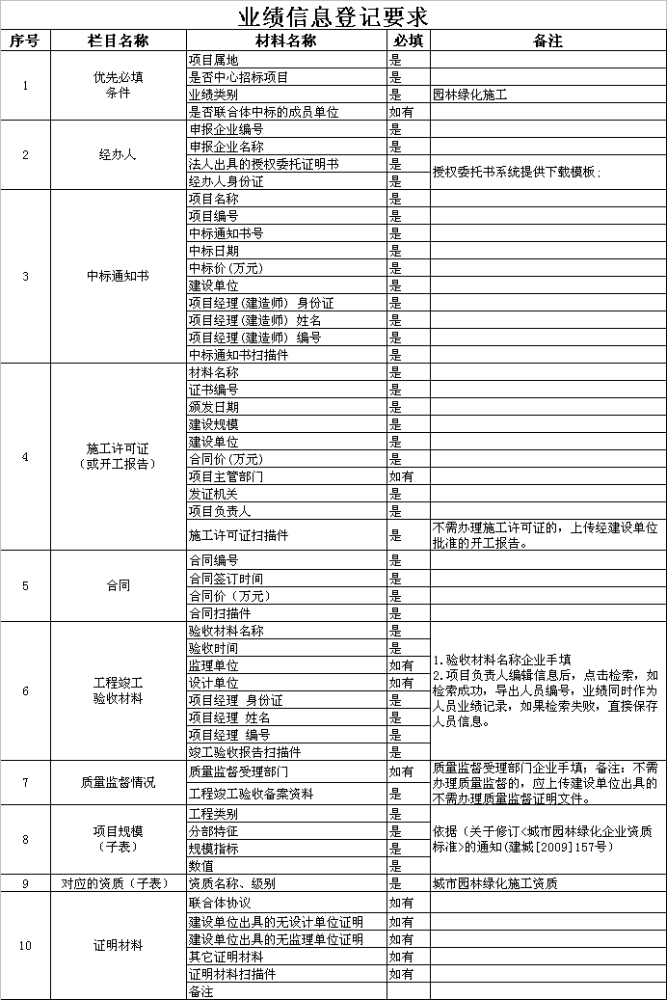 业绩信息登记要求
序号 栏目名称 材料名称 必填 备注
1 优先必填条件 项目属地 是
是否中心招标项目 是
业绩类别 是 园林绿化施工
是否联合体中标的成员单位 如有
2 经办人 申报企业编号 是
申报企业名称 是
法人出具的授权委托证明书 是 授权委托书系统提供下载模板;
经办人身份证 是
3 中标通知书 项目名称 是
项目编号 是
中标通知书号 是
中标日期 是
中标价(万元) 是
建设单位 是
项目经理(建造师) 身份证 是
项目经理(建造师) 姓名 是
项目经理(建造师) 编号 是
中标通知书扫描件 是
4 施工许可证
（或开工报告） 材料名称 是
证书编号 是
颁发日期 是
建设规模 是
建设单位 是
合同价(万元) 是
项目主管部门 如有
发证机关 是
项目负责人 是
施工许可证扫描件 是 不需办理施工许可证的，上传经建设单位
批准的开工报告。
5 合同 合同编号 是
合同签订时间 是
合同价（万元） 是
合同扫描件 是
6 工程竣工
验收材料 验收材料名称 是
验收时间 是
监理单位 如有
设计单位 如有
项目经理 身份证 是
项目经理 姓名 是
项目经理 编号 是
竣工验收报告扫描件 是
1.验收材料名称企业手填
2.项目负责人编辑信息后，点击检索，如
检索成功，导出人员编号，业绩同时作为
人员业绩记录，如果检索失败，直接保存
人员信息。
7 质量监督情况 质量监督受理部门 如有
工程竣工验收备案资料 是
质量监督受理部门企业手填；备注：不需
办理质量监督的，应上传建设单位出具的
不需办理质量监督证明文件。
8 项目规模
（子表） 工程类别 是
分部特征 是
规模指标 是
数值 是
依据（关于修订<城市园林绿化企业资质
标准>的通知(建城[2009]157号）
9 对应的资质（子表） 资质名称、级别 是 城市园林绿化施工资质
10 证明材料 联合体协议 如有
建设单位出具的无设计单位证明 如有
建设单位出具的无监理单位证明 如有
其它证明材料 如有
证明材料扫描件 如有
备注